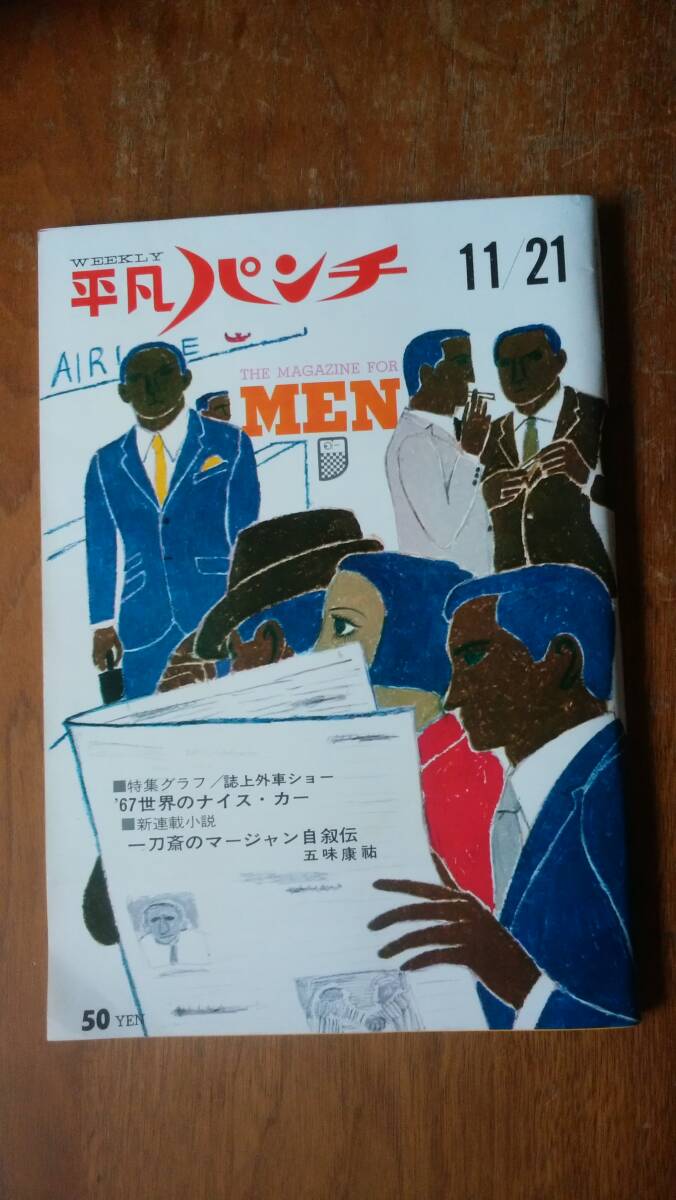 WEEKLY
平凡パンチ
11/21
AIRL E
THE MAGAZINE FOR
MEN
■特集グラフ/誌上外車ショー
'67世界のナイス・カー
■新連載小説
一刀斎のマージャン自叙伝
五味康祐
50 YEN